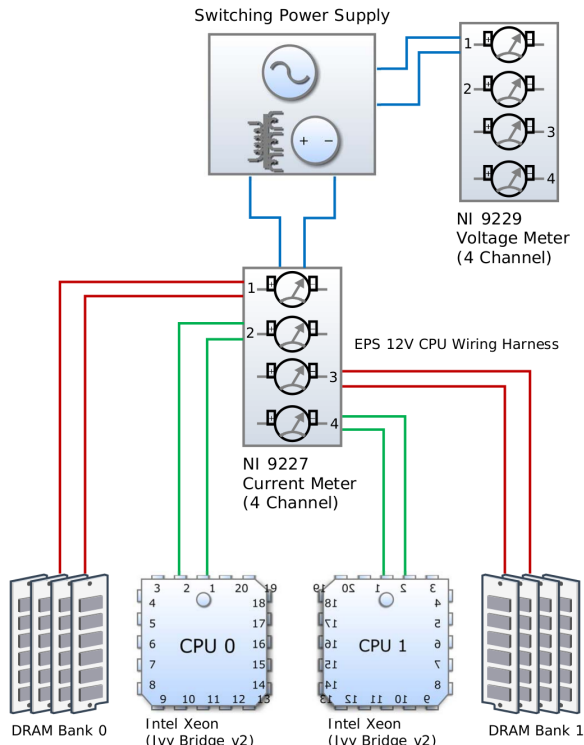 Switching Power Supply
1
2
3
4
+ −
NI 9229
Voltage Meter
(4 Channel)
1
2
3
4
EPS 12V CPU Wiring Harness
NI 9227
Current Meter
(4 Channel)
3 2 1 20 19
4 18
5 17
CPU 0
6 16
7 15
8 14
9 10 11 12 13
19 20 1 2 3
18 4
17 5
CPU 1
16 6
15 7
14 8
13 12 11 10 9
DRAM Bank 0
Intel Xeon
(Ivy Bridge v2)
Intel Xeon
(Ivy Bridge v2)
DRAM Bank 1